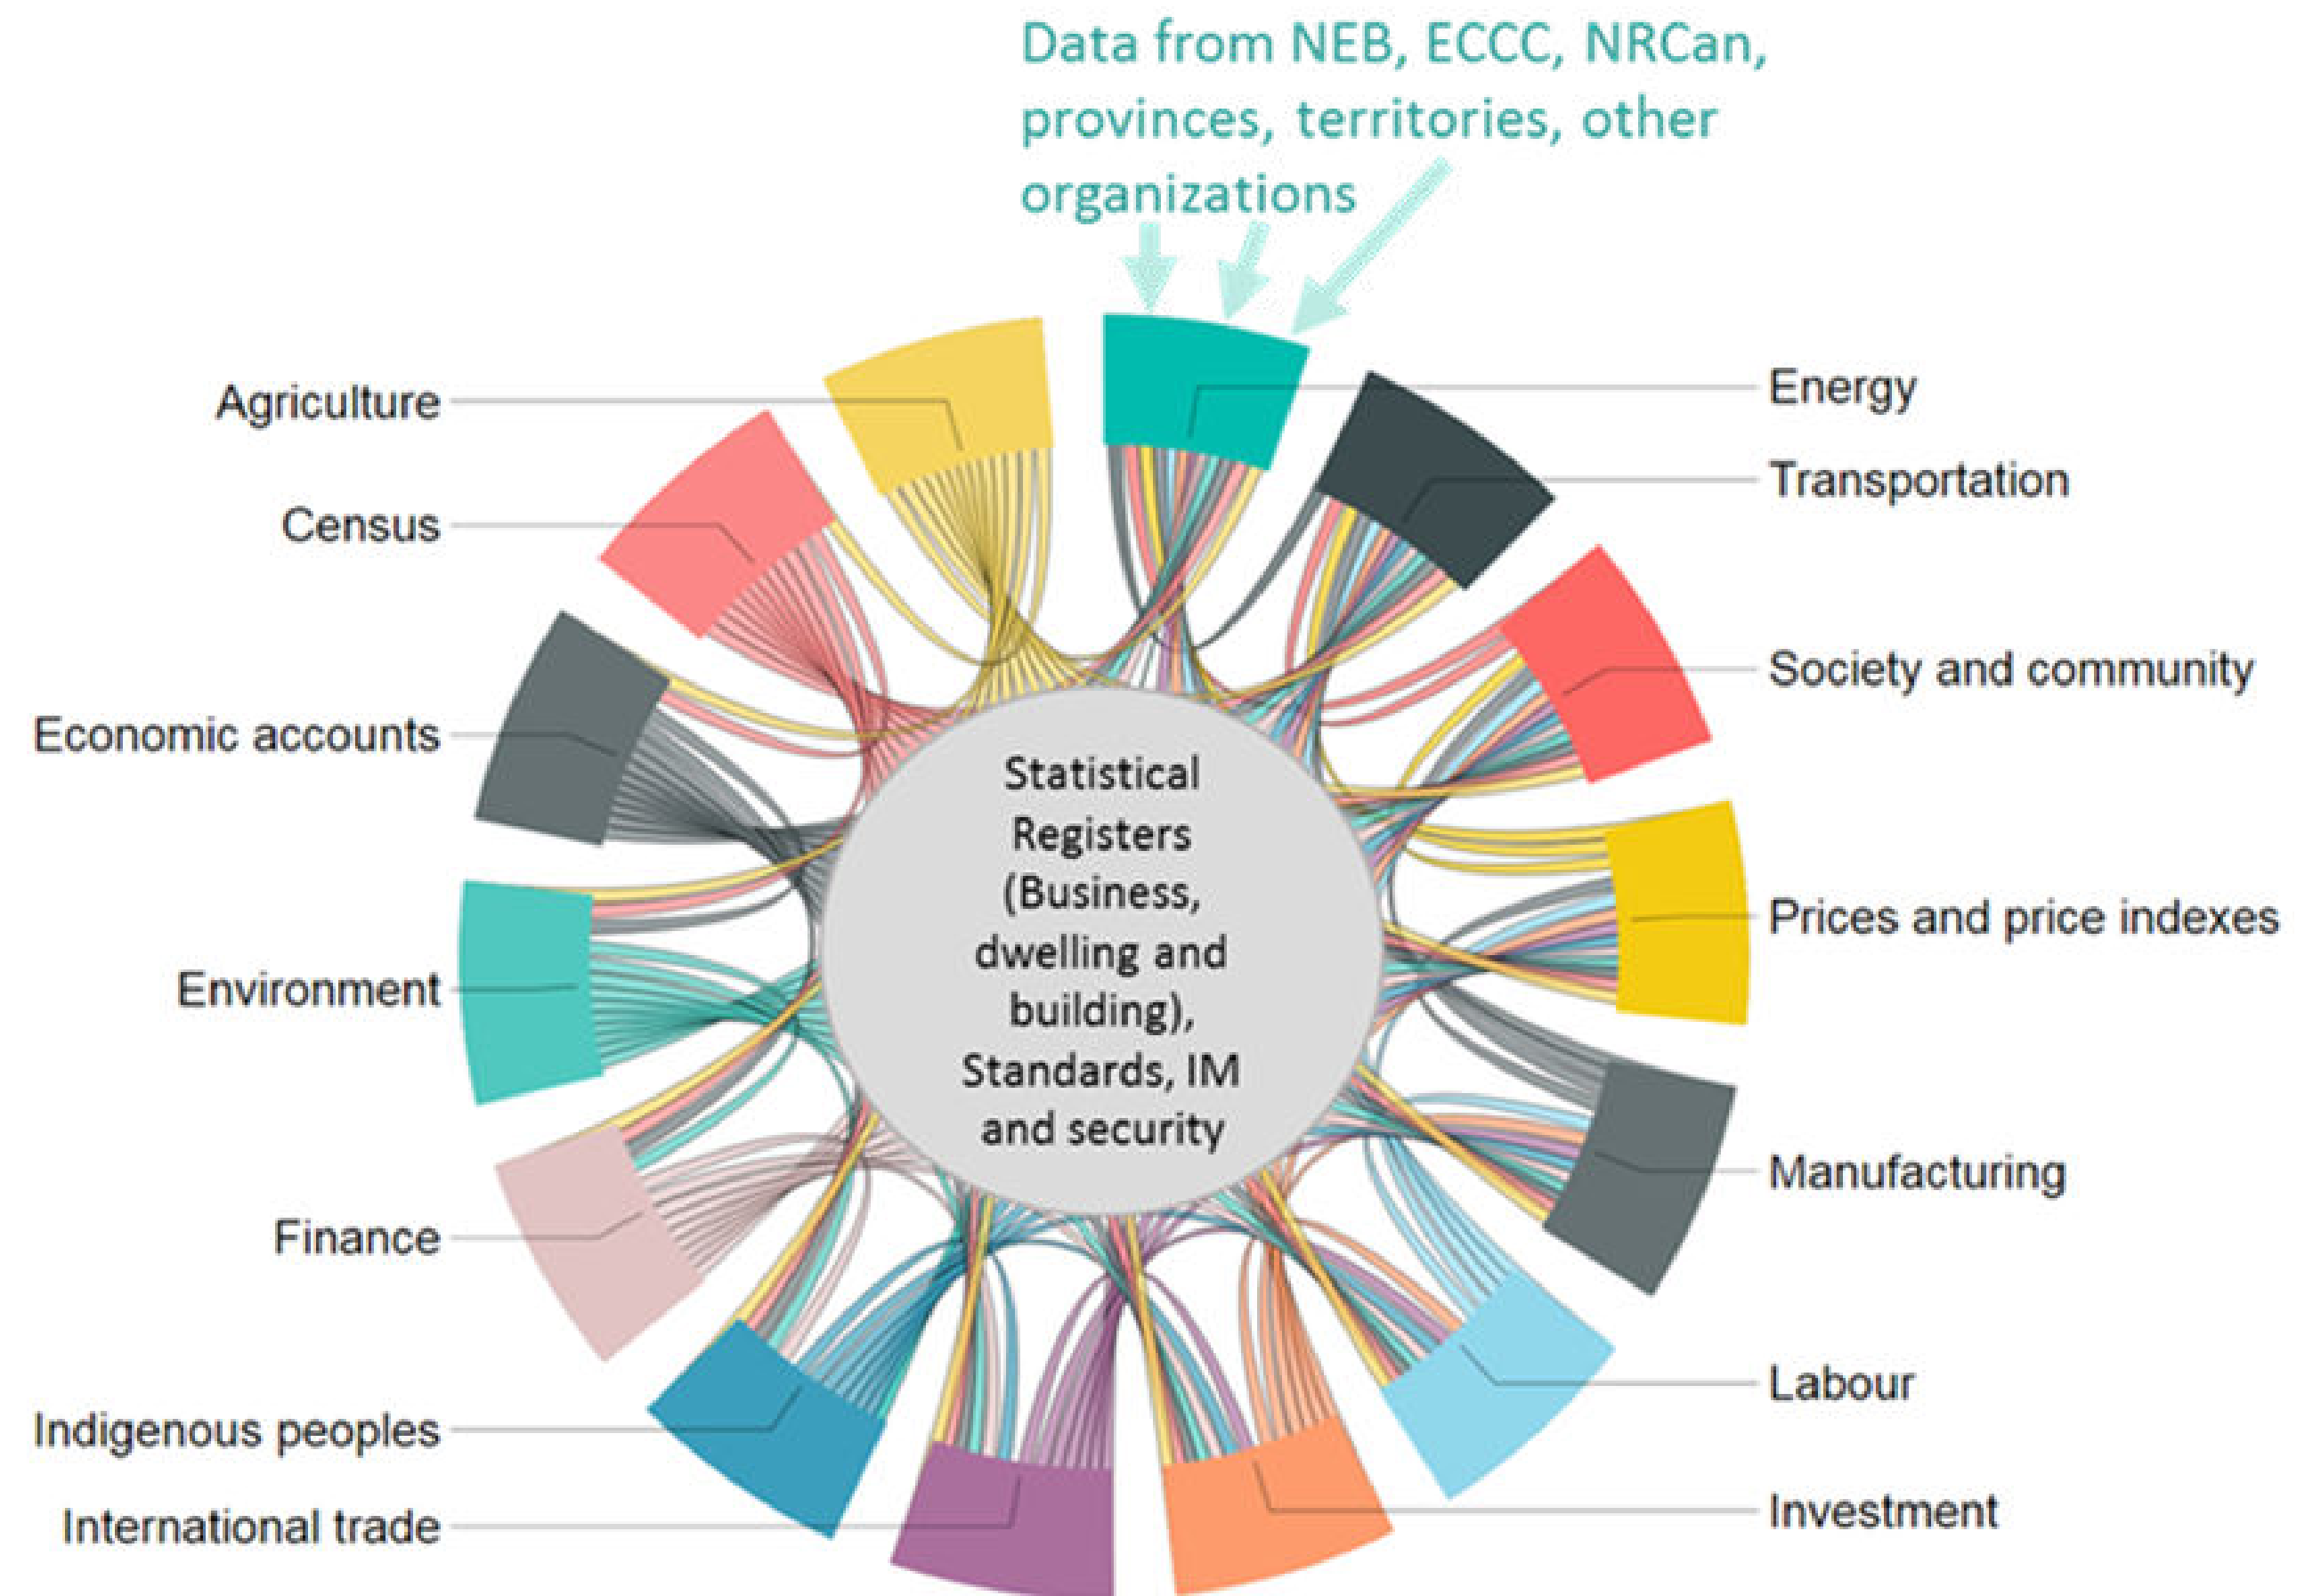 Data from NEB, ECCC, NRCan,
provinces, territories, other
organizations
Agriculture
Census
Economic accounts
Environment
Finance
Indigenous peoples
International trade
Energy
Transportation
Society and community
Prices and price indexes
Manufacturing
Labour
Investment
Statistical
Registers
(Business,
dwelling and
building),
Standards, IM
and security